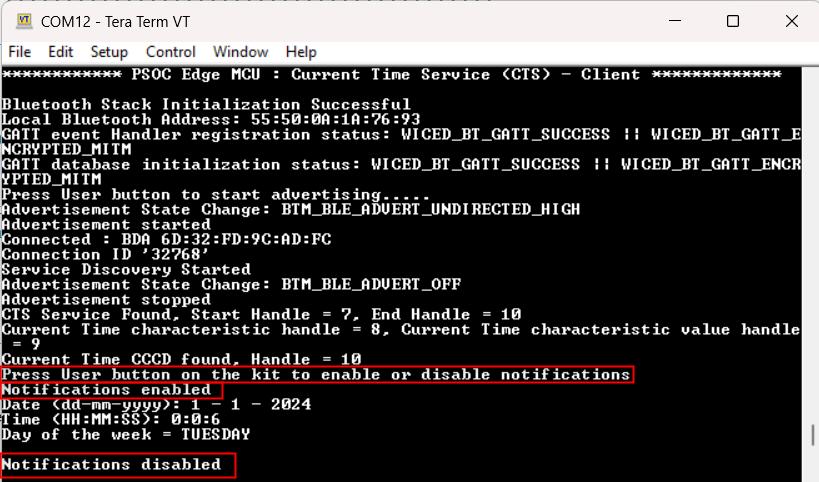 VT
COM12 - Tera Term VT
File Edit Setup Control Window Help
************ PSOC Edge MCU : Current Time Service (CTS) - Client *************
Bluetooth Stack Initialization Successful
Local Bluetooth Address: 55:50:0A:1A:76:93
GATT event Handler registration status: WICED_BT_GATT_SUCCESS || WICED_BT_GATT_E
NCRYPTED_MITM
GATT database initialization status: WICED_BT_GATT_SUCCESS || WICED_BT_GATT_ENCR
YPTED_MITM
Press User button to start advertising.....
Advertisement State Change: BTM_BLE_ADVERT_UNDIRECTED_HIGH
Advertisement started
Connected : BDA 6D:32:FD:9C:AD:FC
Connection ID '32768'
Service Discovery Started
Advertisement State Change: BTM_BLE_ADVERT_OFF
Advertisement stopped
CTS Service Found, Start Handle = 7, End Handle = 10
Current Time characteristic handle = 8, Current Time characteristic value handle
 = 9
Current Time CCCD found, Handle = 10
Press User button on the kit to enable or disable notifications
Notifications enabled
Date (dd-mm-yyyy): 1 - 1 - 2024
Time (HH:MM:SS): 0:0:6
Day of the week = TUESDAY
Notifications disabled